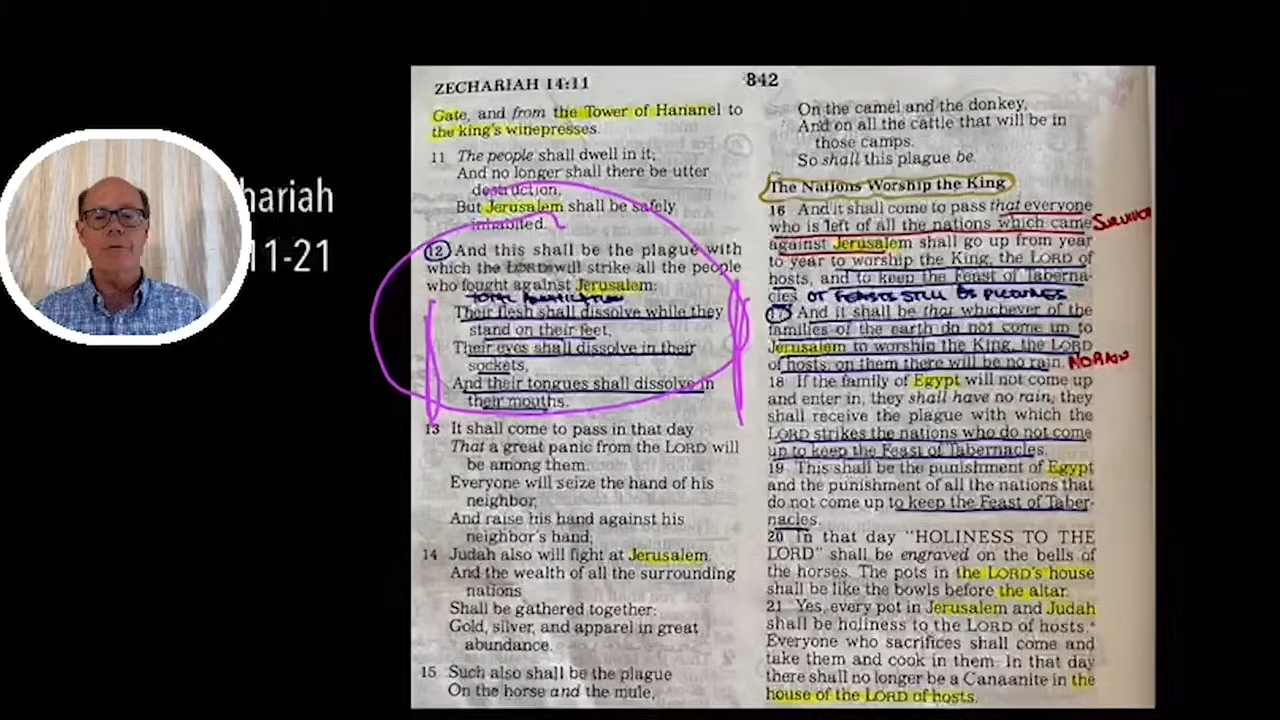 hariah
11-21
ZECHARIAH 14:11
842
Gate, and from the Tower of Hananel to
the king's winepresses.
11 The people shall dwell in it;
And no longer shall there be utter
destruction,
But Jerusalem shall be safely
inhabited.
12 And this shall be the plague with
which the LORD will strike all the people
who fought against Jerusalem:
TOTAL
Their flesh shall dissolve while they
stand on their feet,
Their eyes shall dissolve in their
sockets,
And their tongues shall dissolve in
their mouths.
13 It shall come to pass in that day
That a great panic from the LORD will
be among them.
Everyone will seize the hand of his
neighbor,
And raise his hand against his
neighbor's hand;
14 Judah also will fight at Jerusalem.
And the wealth of all the surrounding
nations
Shall be gathered together:
Gold, silver, and apparel in great
abundance.
15 Such also shall be the plague
On the horse and the mule,
On the camel and the donkey,
And on all the cattle that will be in
those camps.
So shall this plague be.
The Nations Worship the King
16 And it shall come to pass that everyone
who is left of all the nations which came
SURVIVOR
against Jerusalem shall go up from year
to year to worship the King, the LORD of
hosts, and to keep the Feast of Taberna-
cles. OT FEASTS STILL BE
17 And it shall be that whichever of the
families of the earth do not come up to
Jerusalem to worship the King, the LORD
of hosts, on them there will be no rain. NO RAIN
18 If the family of Egypt will not come up
and enter in, they shall have no rain; they
shall receive the plague with which the
LORD strikes the nations who do not come
up to keep the Feast of Tabernacles.
19 This shall be the punishment of Egypt
and the punishment of all the nations that
do not come up to keep the Feast of Taber-
nacles.
20 In that day "HOLINESS TO THE
LORD" shall be engraved on the bells of
the horses. The pots in the LORD's house
shall be like the bowls before the altar.
21 Yes, every pot in Jerusalem and Judah
shall be holiness to the LORD of hosts.*
Everyone who sacrifices shall come and
take them and cook in them. In that day
there shall no longer be a Canaanite in the
house of the LORD of hosts.